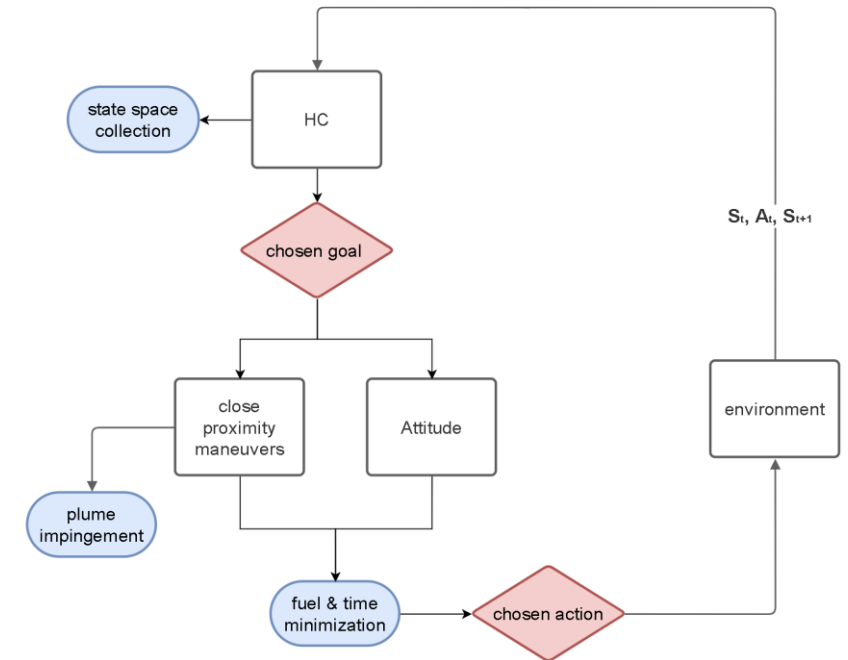 state space
collection
HC
Sₜ, Aₜ, Sₜ₊₁
chosen goal
close
proximity
maneuvers
Attitude
environment
plume
impingement
fuel & time
minimization
chosen action